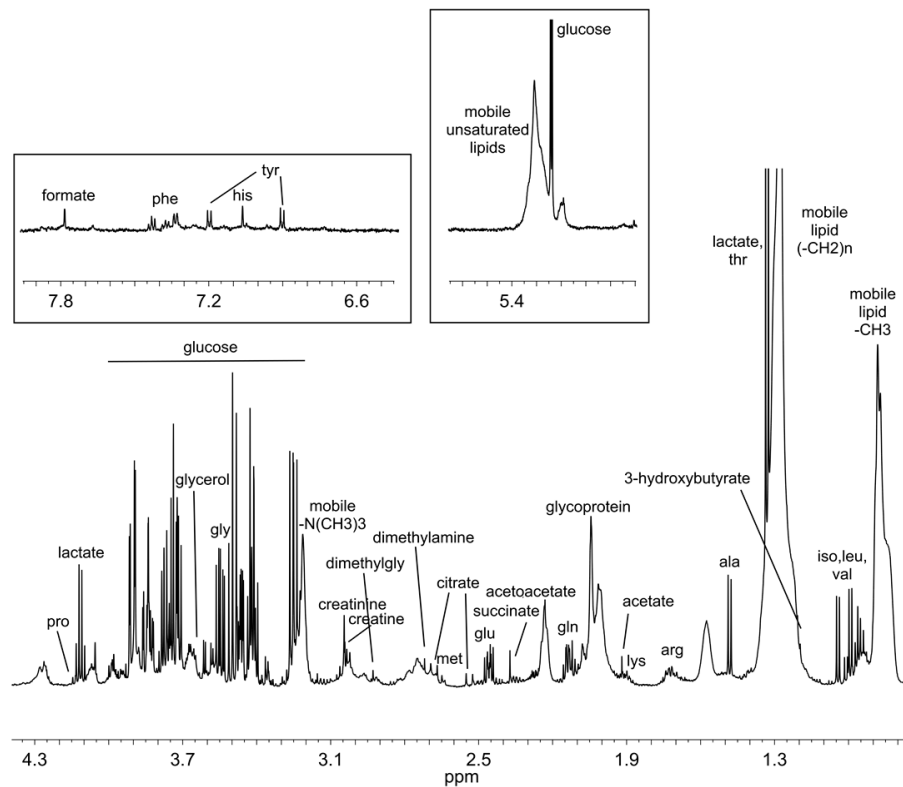 glucose
mobile
unsaturated
lipids
5.4
formate
phe
tyr
his
7.8
7.2
6.6
glucose
lactate,
thr
mobile
lipid
(-CH2)n
mobile
lipid
-CH3
glycerol
gly
lactate
pro
mobile
-N(CH3)3
dimethylamine
dimethylgly
creatinine
creatine
citrate
met
acetoacetate
succinate
glu
glycoprotein
gln
acetate
lys
arg
3-hydroxybutyrate
ala
iso,leu,
val
4.3
3.7
3.1
2.5
1.9
1.3
ppm